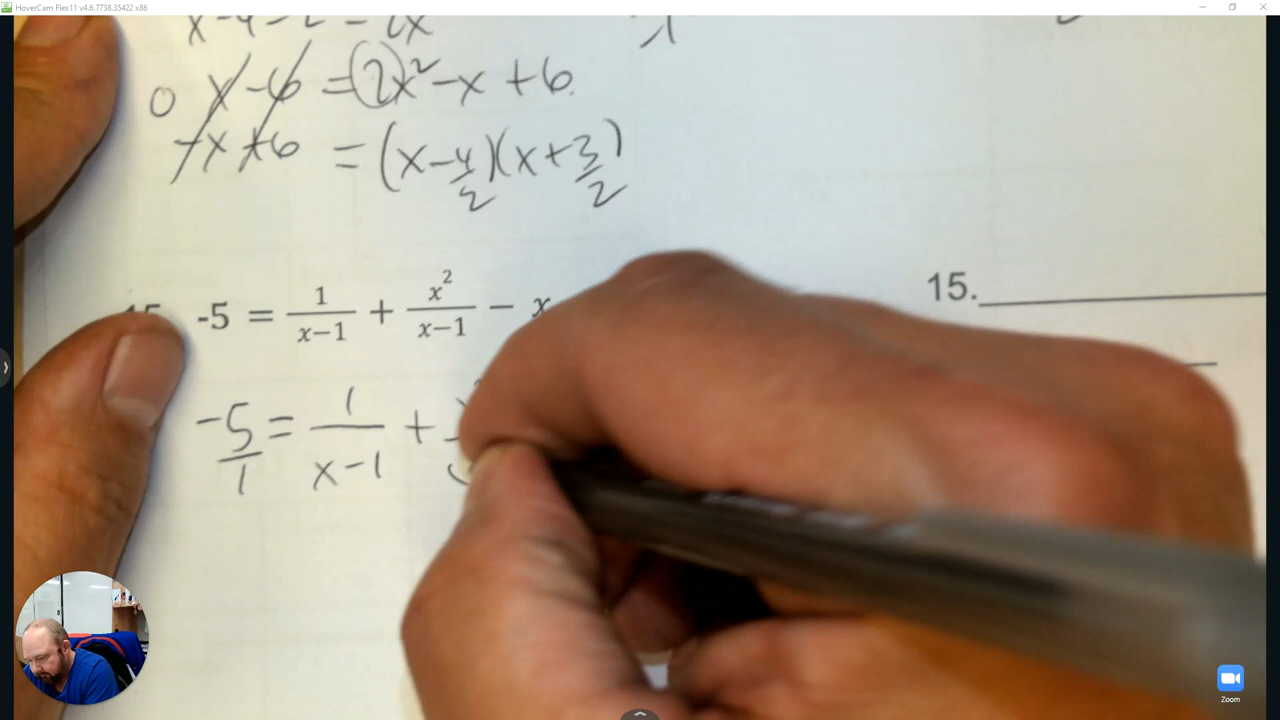 HoverCam Flex11 v4.6.7738.35422 x86
0 x - 6 = 2x² - x + 6
-x + 6 = (x - 4/2)(x + 3/2)
-5 = 1/(x-1) + x²/(x-1) - x
15.
-5/1 = 1/(x-1) +
Zoom